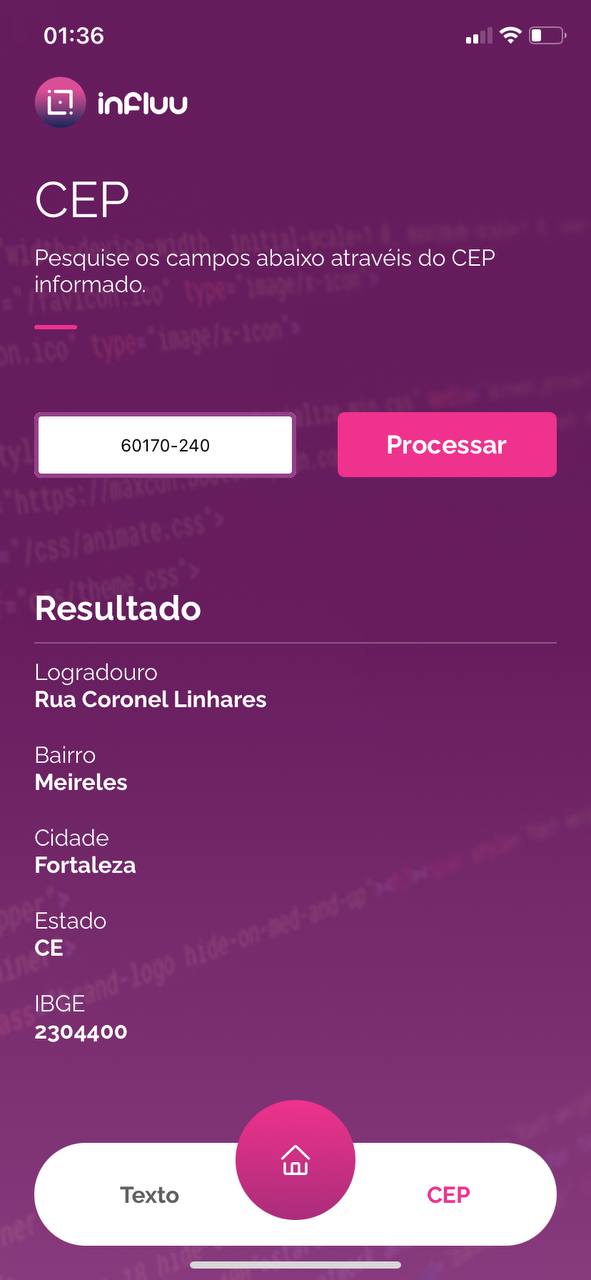 01:36
influu
CEP
Pesquise os campos abaixo atravéis do CEP
informado.
60170-240
Processar
Resultado
Logradouro
Rua Coronel Linhares
Bairro
Meireles
Cidade
Fortaleza
Estado
CE
IBGE
2304400
Texto
CEP